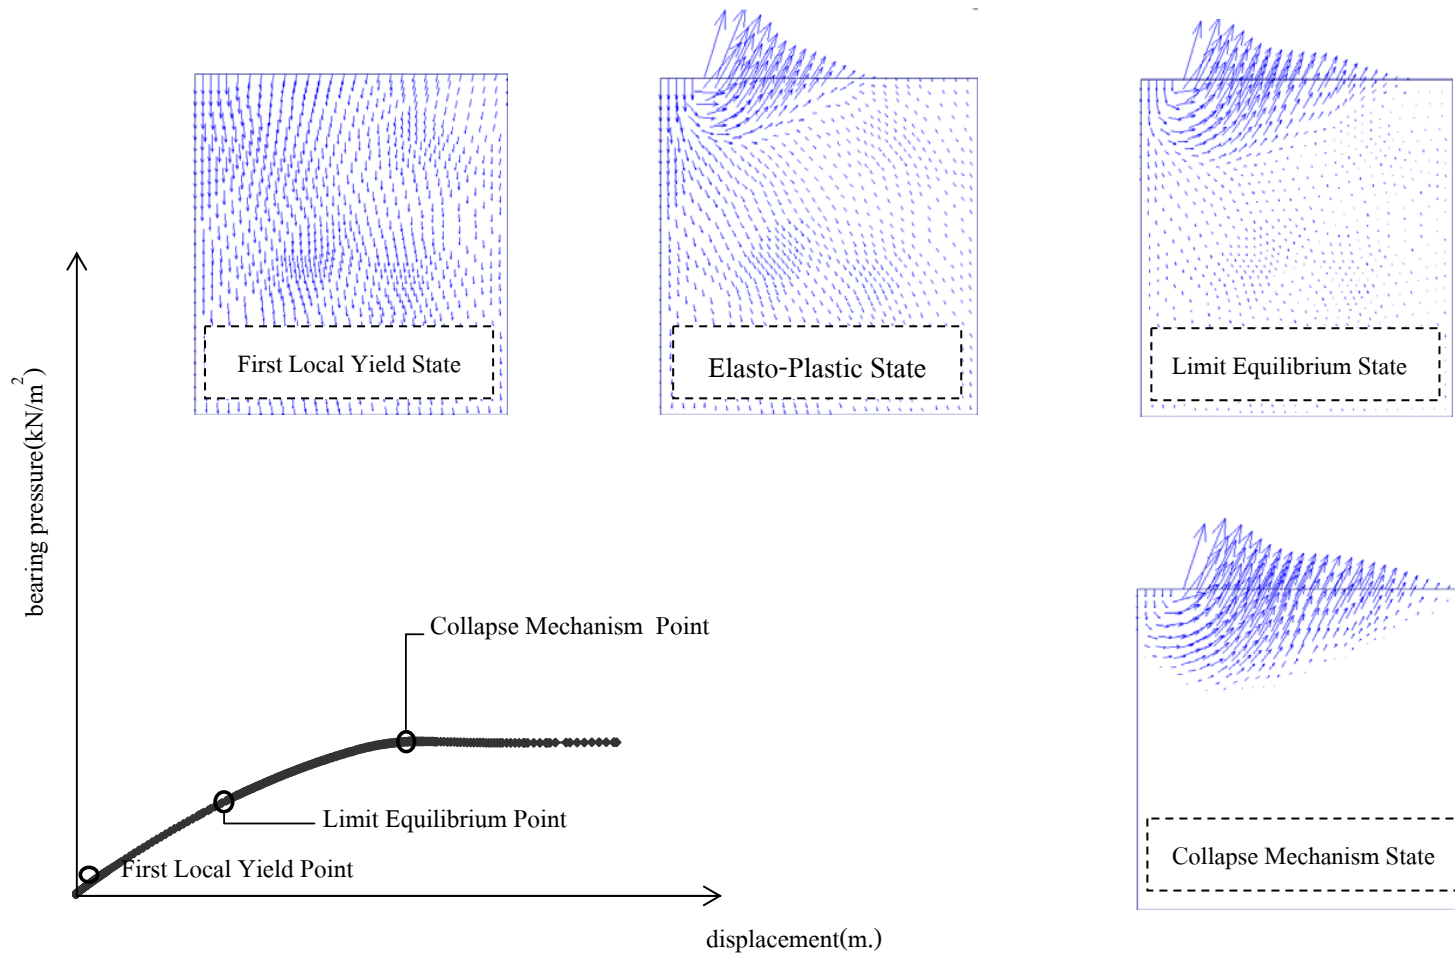 First Local Yield State
Elasto-Plastic State
Limit Equilibrium State
bearing pressure(kN/m²)
Collapse Mechanism Point
Limit Equilibrium Point
First Local Yield Point
Collapse Mechanism State
displacement(m.)